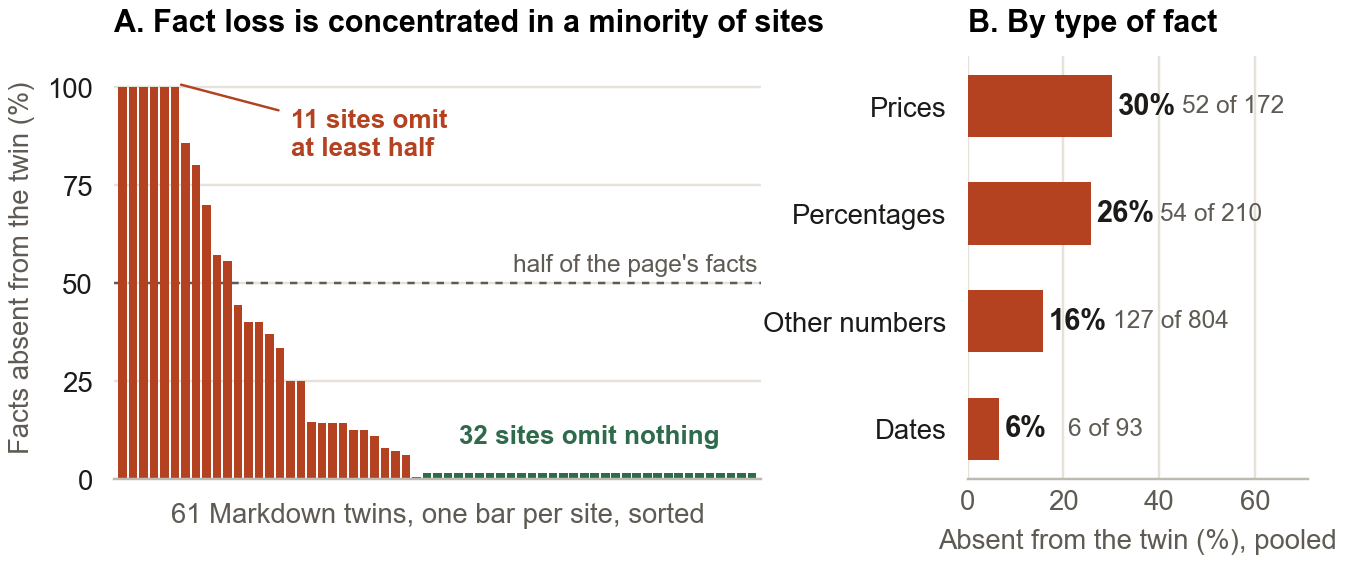 A. Fact loss is concentrated in a minority of sites
Facts absent from the twin (%)
100
75
50
25
0
11 sites omit
at least half
half of the page's facts
32 sites omit nothing
61 Markdown twins, one bar per site, sorted
B. By type of fact
Prices
30% 52 of 172
Percentages
26% 54 of 210
Other numbers
16% 127 of 804
Dates
6% 6 of 93
0 20 40 60
Absent from the twin (%), pooled